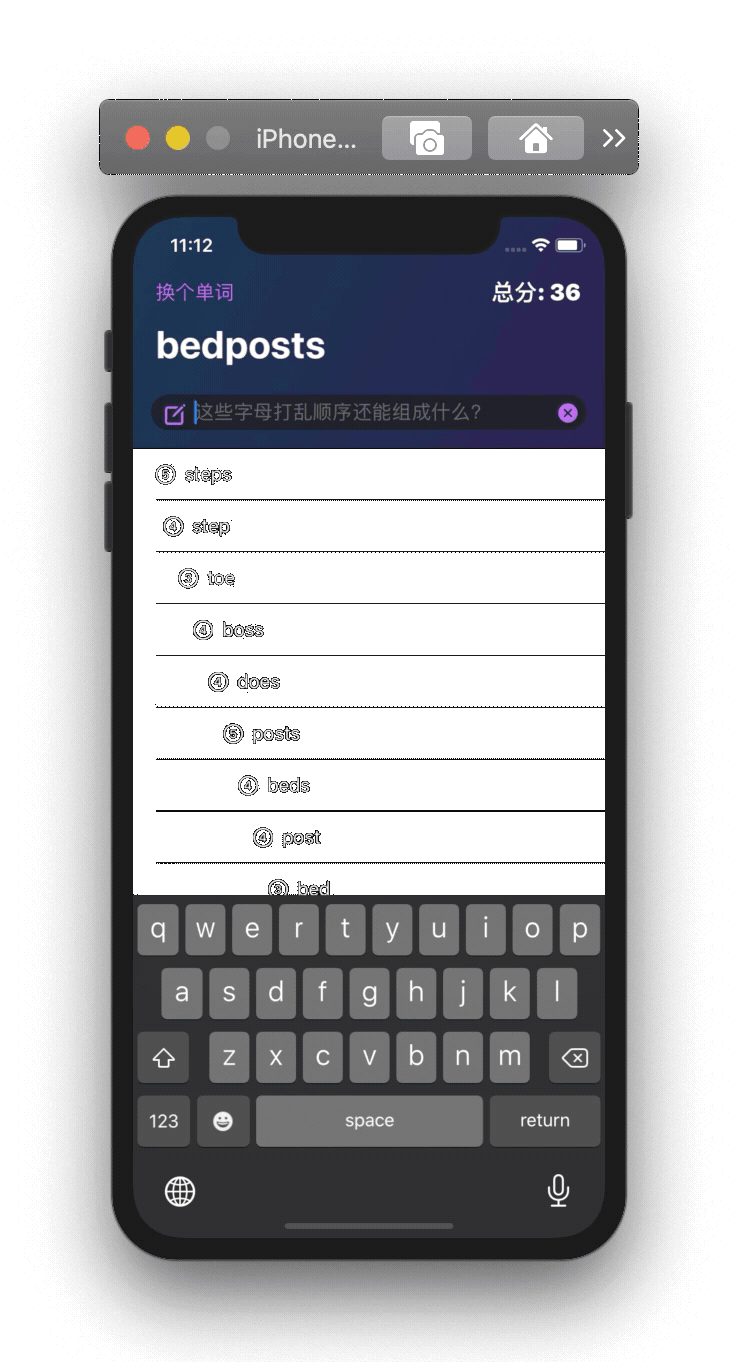 iPhone...
11:12
换个单词 总分: 36
bedposts
这些字母打乱顺序还能组成什么?
5 steps
4 step
3 toe
4 boss
4 does
5 posts
4 beds
4 post
3 bed
q w e r t y u i o p
a s d f g h j k l
z x c v b n m
123 space return